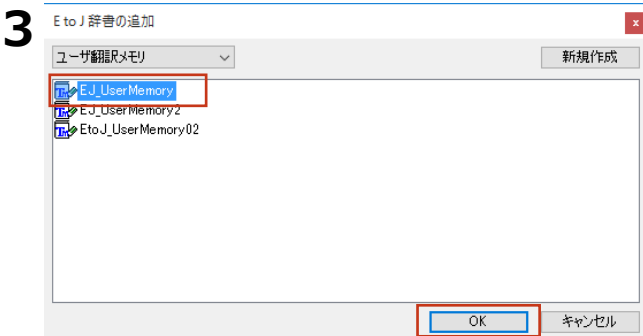 3
E to J 辞書の追加
x
ユーザ翻訳メモリ
新規作成
EJ_UserMemory
EJ_UserMemory2
EtoJ_UserMemory02
OK
キャンセル